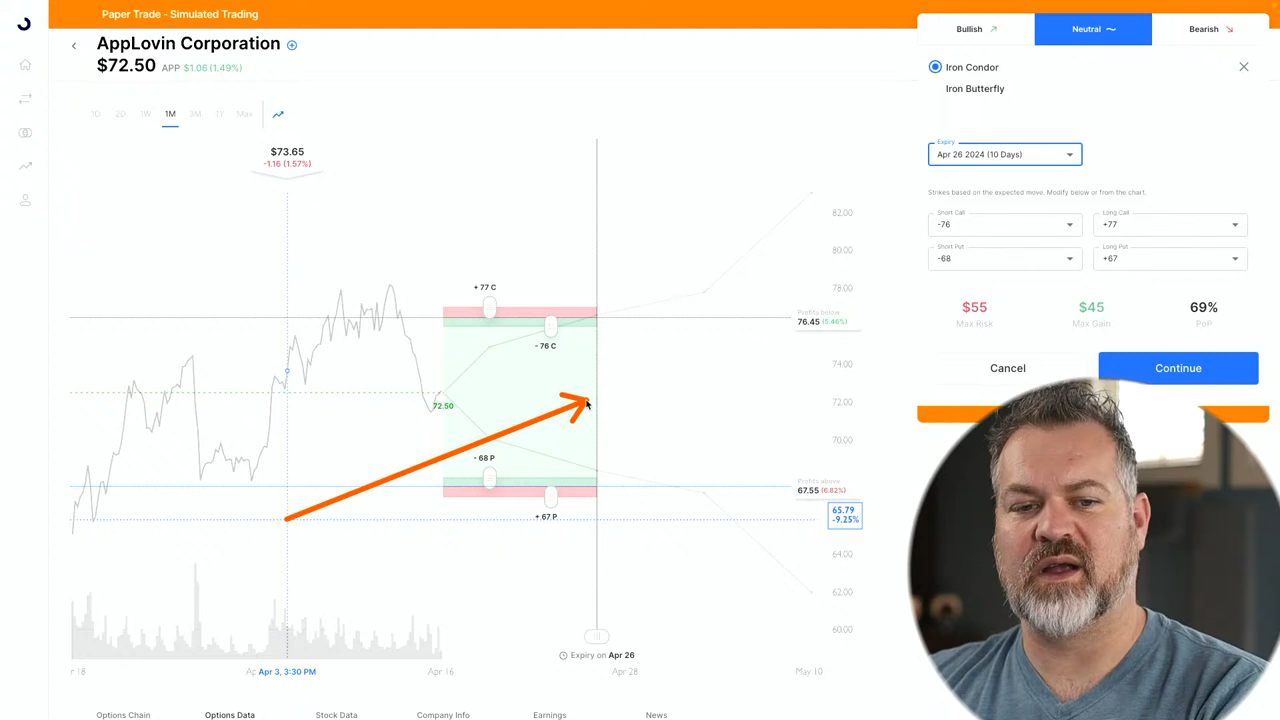 Paper Trade - Simulated Trading
AppLovin Corporation
$72.50 APP $1.06 (1.49%)
1D 2D 1W 1M 3M 1Y Max
$73.65
-1.16 (1.57%)
+ 77 C
- 76 C
72.50
- 68 P
+ 67 P
82.00
80.00
78.00
Profits below
76.45 (5.46%)
74.00
72.00
70.00
Profits above
67.55 (6.82%)
65.79
-9.25%
64.00
62.00
60.00
Expiry on Apr 26
r 18
Ap
Apr 3, 3:30 PM
Apr 16
Apr 28
May 10
Options Chain
Options Data
Stock Data
Company Info
Earnings
News
Bullish
Neutral
Bearish
Iron Condor
Iron Butterfly
Expiry
Apr 26 2024 (10 Days)
Strikes based on the expected move. Modify below or from the chart.
Short Call
-76
Long Call
+77
Short Put
-68
Long Put
+67
$55
Max Risk
$45
Max Gain
69%
PoP
Cancel
Continue